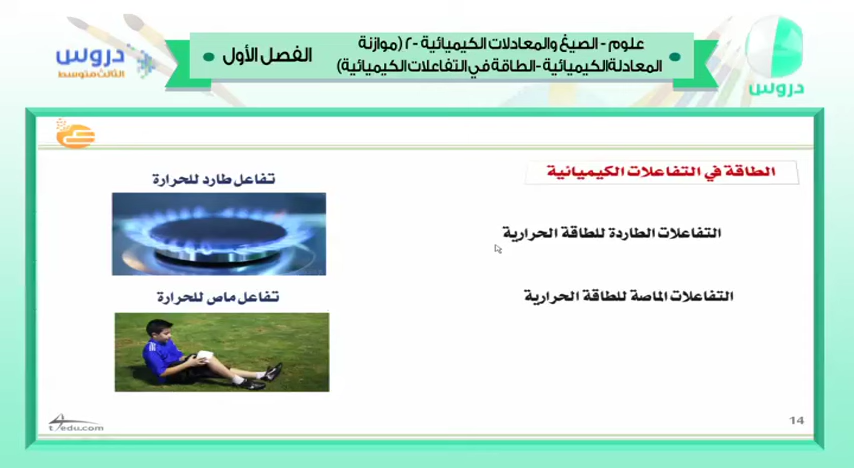 علوم - الصيغ والمعادلات الكيميائية -٢ (موازنة
المعادلة الكيميائية - الطاقة في التفاعلات الكيميائية)
الفصل الأول
دروس
الثالث متوسط
دروس
الطاقة في التفاعلات الكيميائية
تفاعل طارد للحرارة
التفاعلات الطاردة للطاقة الحرارية
تفاعل ماص للحرارة
التفاعلات الماصة للطاقة الحرارية
t4edu.com
14